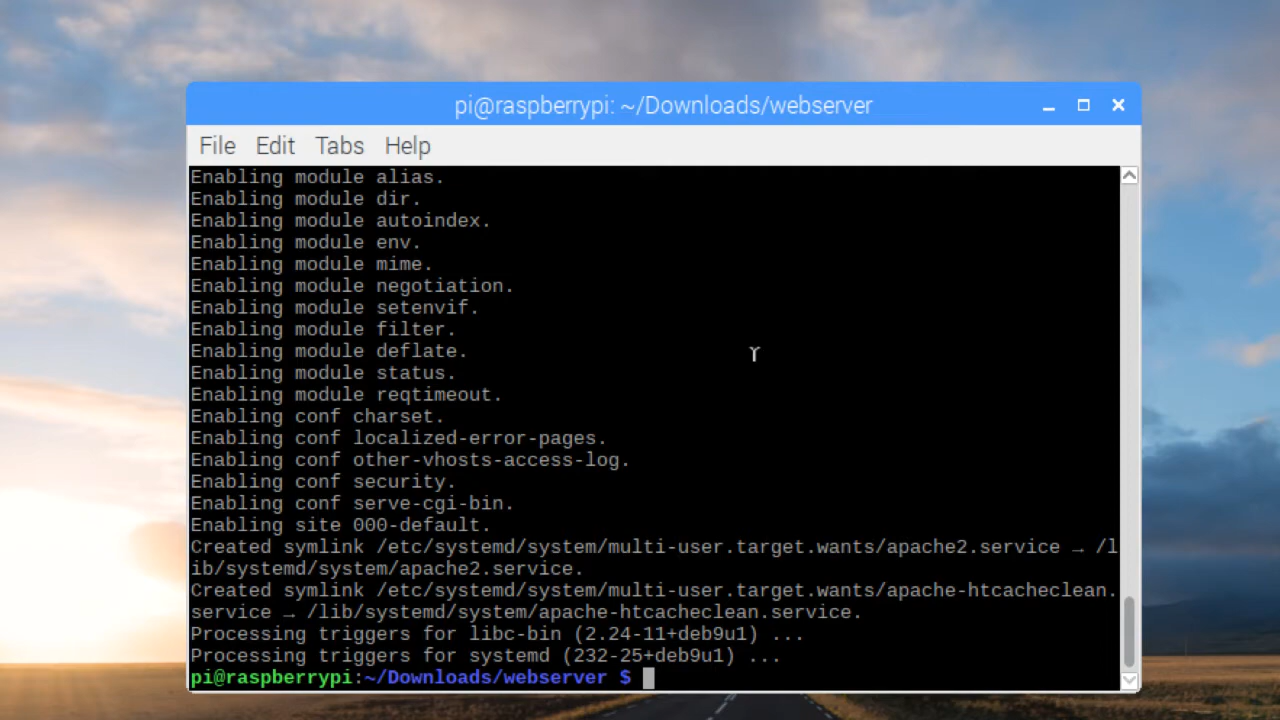 pi@raspberrypi: ~/Downloads/webserver
File Edit Tabs Help
Enabling module alias.
Enabling module dir.
Enabling module autoindex.
Enabling module env.
Enabling module mime.
Enabling module negotiation.
Enabling module setenvif.
Enabling module filter.
Enabling module deflate.
Enabling module status.
Enabling module reqtimeout.
Enabling conf charset.
Enabling conf localized-error-pages.
Enabling conf other-vhosts-access-log.
Enabling conf security.
Enabling conf serve-cgi-bin.
Enabling site 000-default.
Created symlink /etc/systemd/system/multi-user.target.wants/apache2.service → /l
ib/systemd/system/apache2.service.
Created symlink /etc/systemd/system/multi-user.target.wants/apache-htcacheclean.
service → /lib/systemd/system/apache-htcacheclean.service.
Processing triggers for libc-bin (2.24-11+deb9u1) ...
Processing triggers for systemd (232-25+deb9u1) ...
pi@raspberrypi:~/Downloads/webserver $